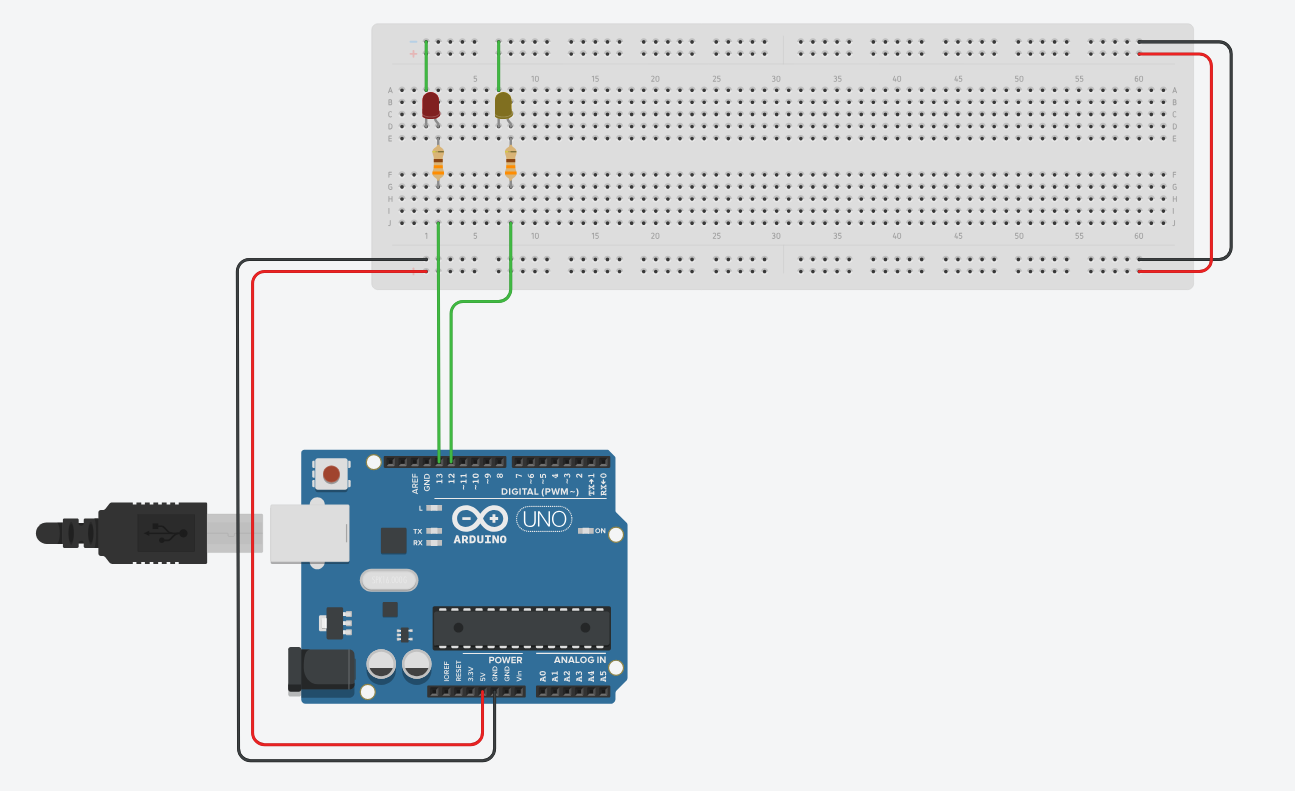 − −
+
5 10 15 20 25 30 35 40 45 50 55 60
A A
B B
C C
D D
E E
F F
G G
H H
I I
J J
1 5 10 15 20 25 30 35 40 45 50 55 60
AREF
GND
13
12
~11
~10
~9
8
7
~6
~5
4
~3
2
TX→1
RX←0
DIGITAL (PWM~)
L
TX
RX
UNO
ARDUINO
ON
POWER
ANALOG IN
IOREF
RESET
3.3V
5V
GND
GND
Vin
A0
A1
A2
A3
A4
A5